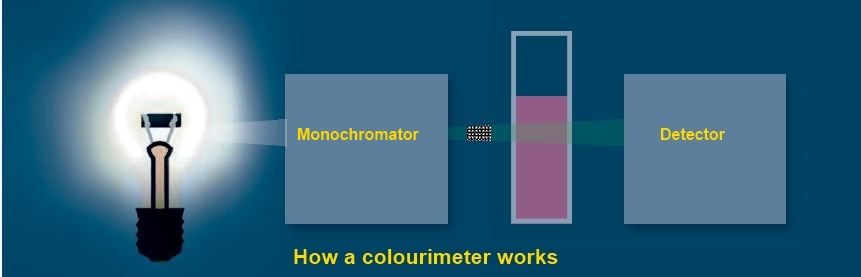 Monochromator
Detector
How a colourimeter works